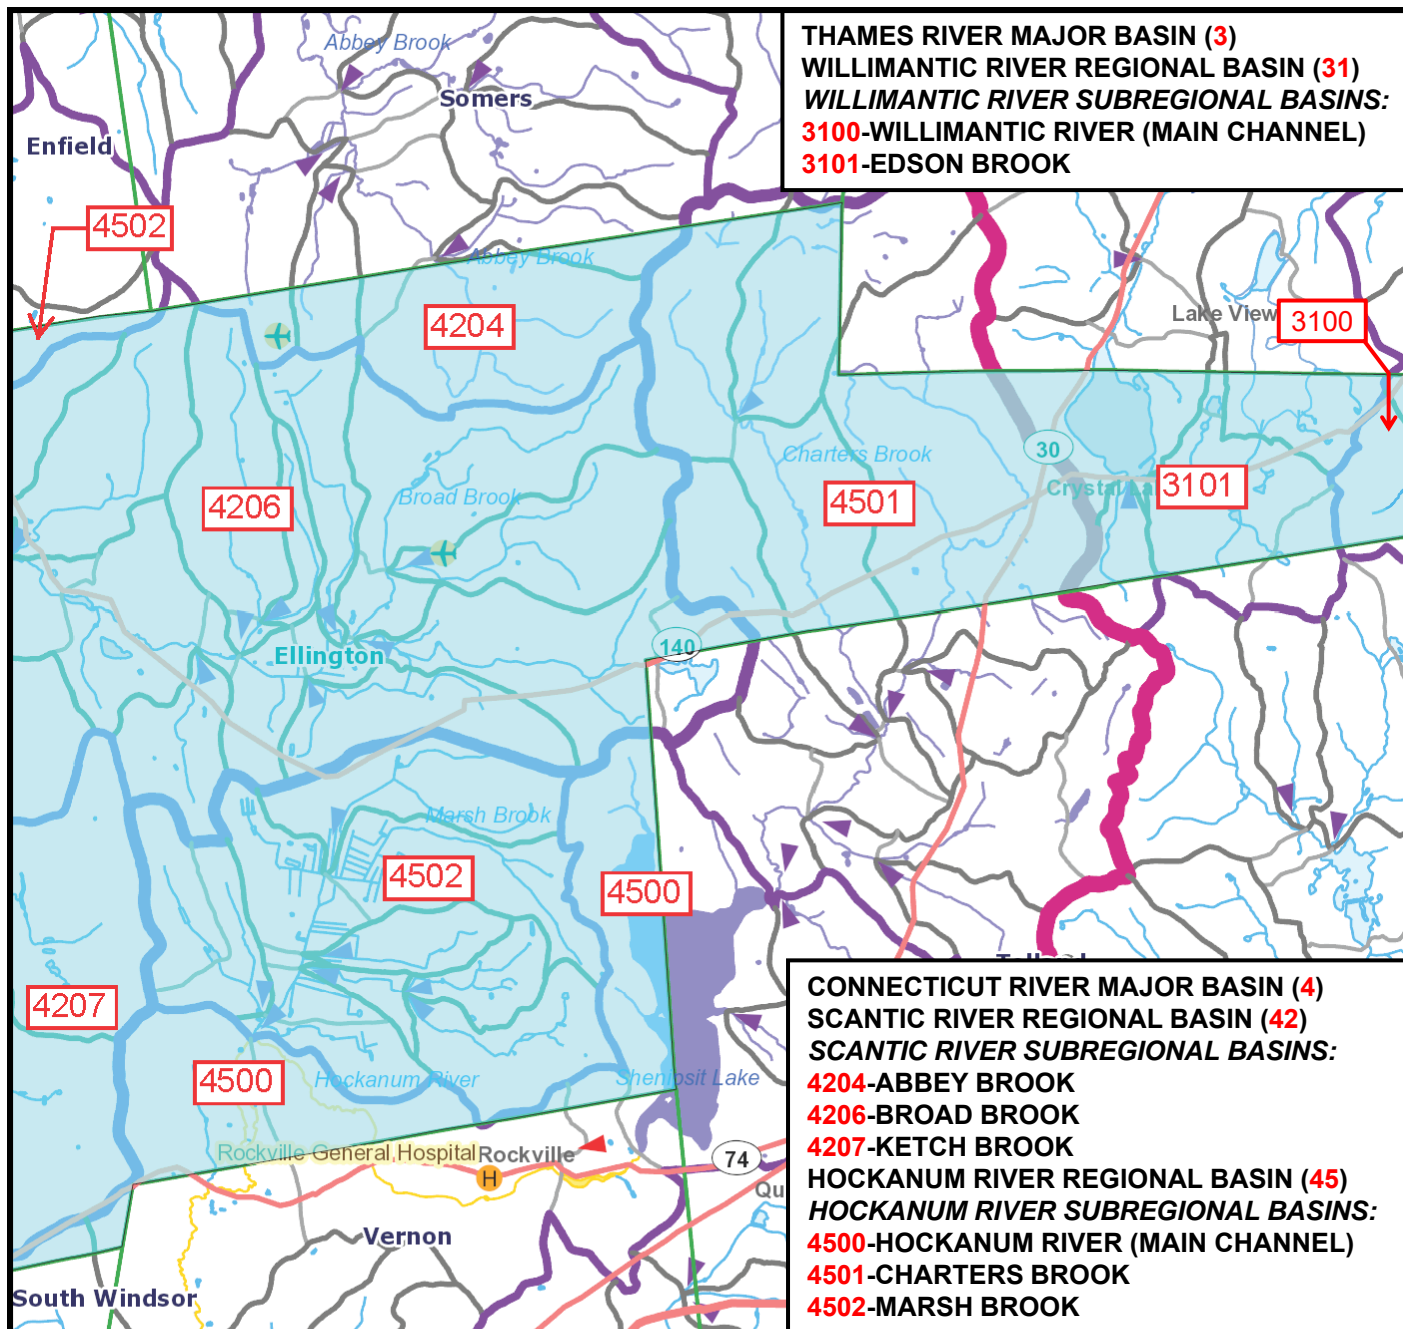 THAMES RIVER MAJOR BASIN (3)
WILLIMANTIC RIVER REGIONAL BASIN (31)
WILLIMANTIC RIVER SUBREGIONAL BASINS:
3100-WILLIMANTIC RIVER (MAIN CHANNEL)
3101-EDSON BROOK
Abbey Brook
Somers
Enfield
4502
Abbey Brook
4204
Lake View
3100
30
Charters Brook
Broad Brook
4206
4501
Crystal La
3101
Ellington
140
Marsh Brook
4502
4500
4207
4500
Hockanum River
Shenipsit Lake
Rockville General Hospital
Rockville
H
74
Qu
Vernon
South Windsor
CONNECTICUT RIVER MAJOR BASIN (4)
SCANTIC RIVER REGIONAL BASIN (42)
SCANTIC RIVER SUBREGIONAL BASINS:
4204-ABBEY BROOK
4206-BROAD BROOK
4207-KETCH BROOK
HOCKANUM RIVER REGIONAL BASIN (45)
HOCKANUM RIVER SUBREGIONAL BASINS:
4500-HOCKANUM RIVER (MAIN CHANNEL)
4501-CHARTERS BROOK
4502-MARSH BROOK